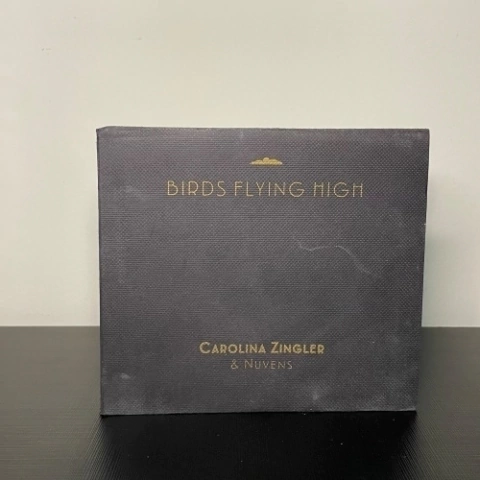 BIRDS FLYING HIGH
CAROLINA ZINGLER
& NUVENS